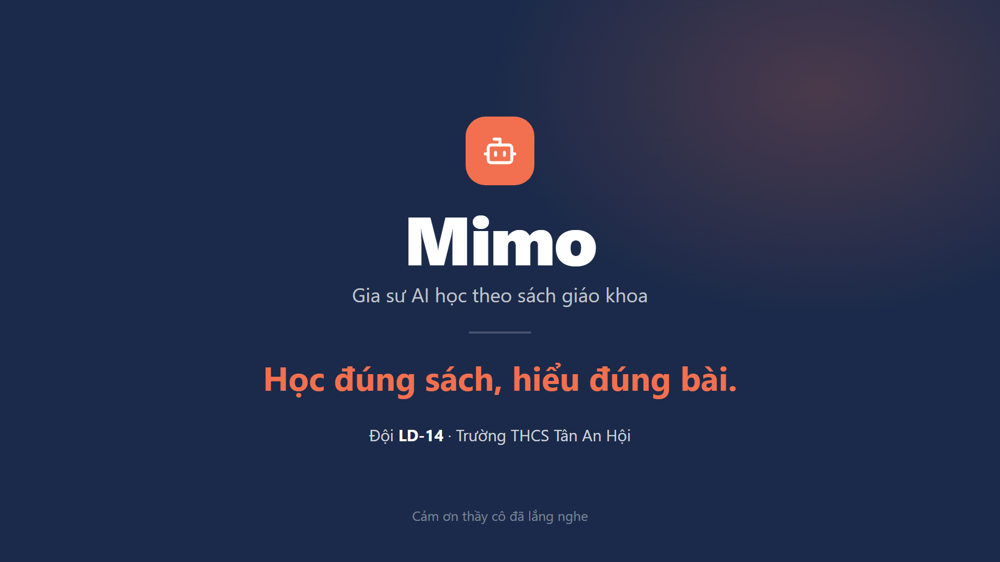 Mimo
Gia sư AI học theo sách giáo khoa
Học đúng sách, hiểu đúng bài.
Đội LD-14 · Trường THCS Tân An Hội
Cảm ơn thầy cô đã lắng nghe